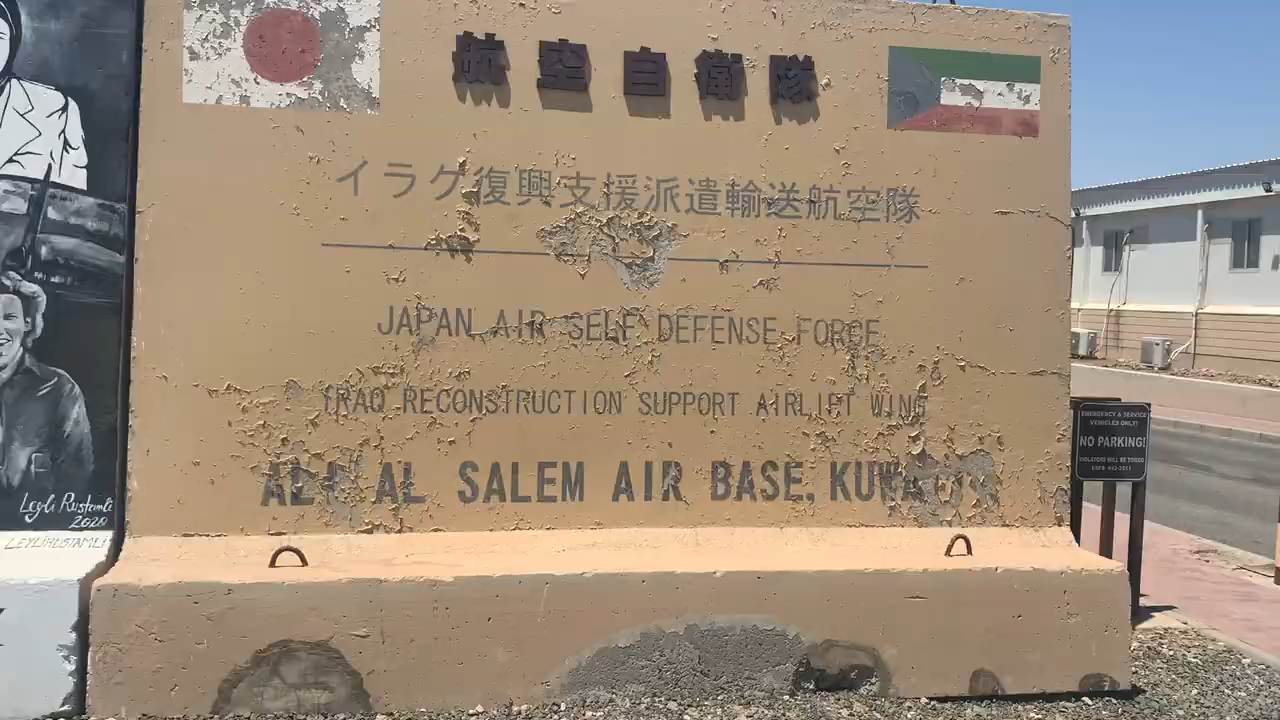 航空自衛隊
イラク復興支援派遣輸送航空隊
JAPAN AIR SELF DEFENSE FORCE
IRAQ RECONSTRUCTION SUPPORT AIRLIFT WING
AL SALEM AIR BASE,
Leyli Rustamli
2020
LEYLIRUSTAMLI
EMERGENCY & SERVICE
VEHICLES ONLY!
NO PARKING!
VIOLATORS WILL BE TOWED